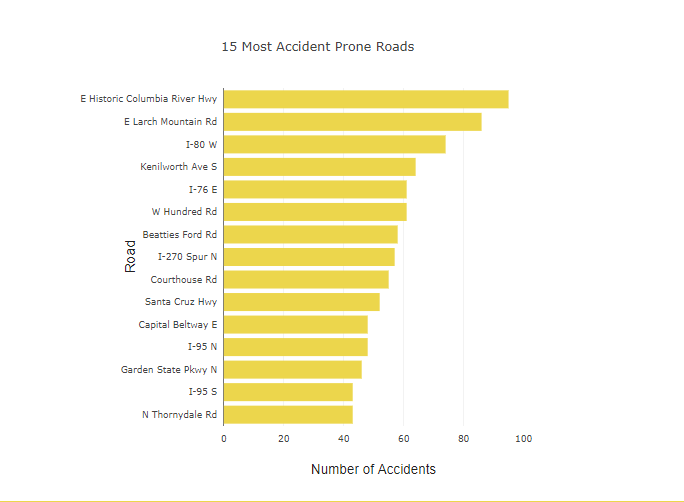 15 Most Accident Prone Roads
E Historic Columbia River Hwy
E Larch Mountain Rd
I-80 W
Kenilworth Ave S
I-76 E
W Hundred Rd
Beatties Ford Rd
I-270 Spur N
Courthouse Rd
Santa Cruz Hwy
Capital Beltway E
I-95 N
Garden State Pkwy N
I-95 S
N Thornydale Rd
Road
0 20 40 60 80 100
Number of Accidents